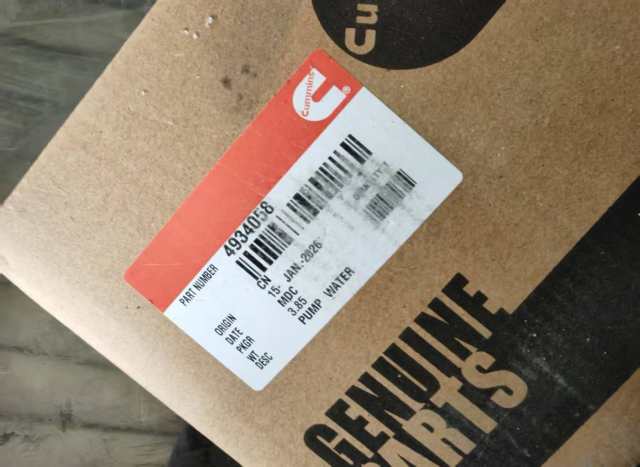 Cu
Cummins
®
PART NUMBER 4934058
ORIGIN CN
DATE 15-JAN.-2026
PKGR MDC
WT 3.85
DESC PUMP WATER
GENUINE
PARTS